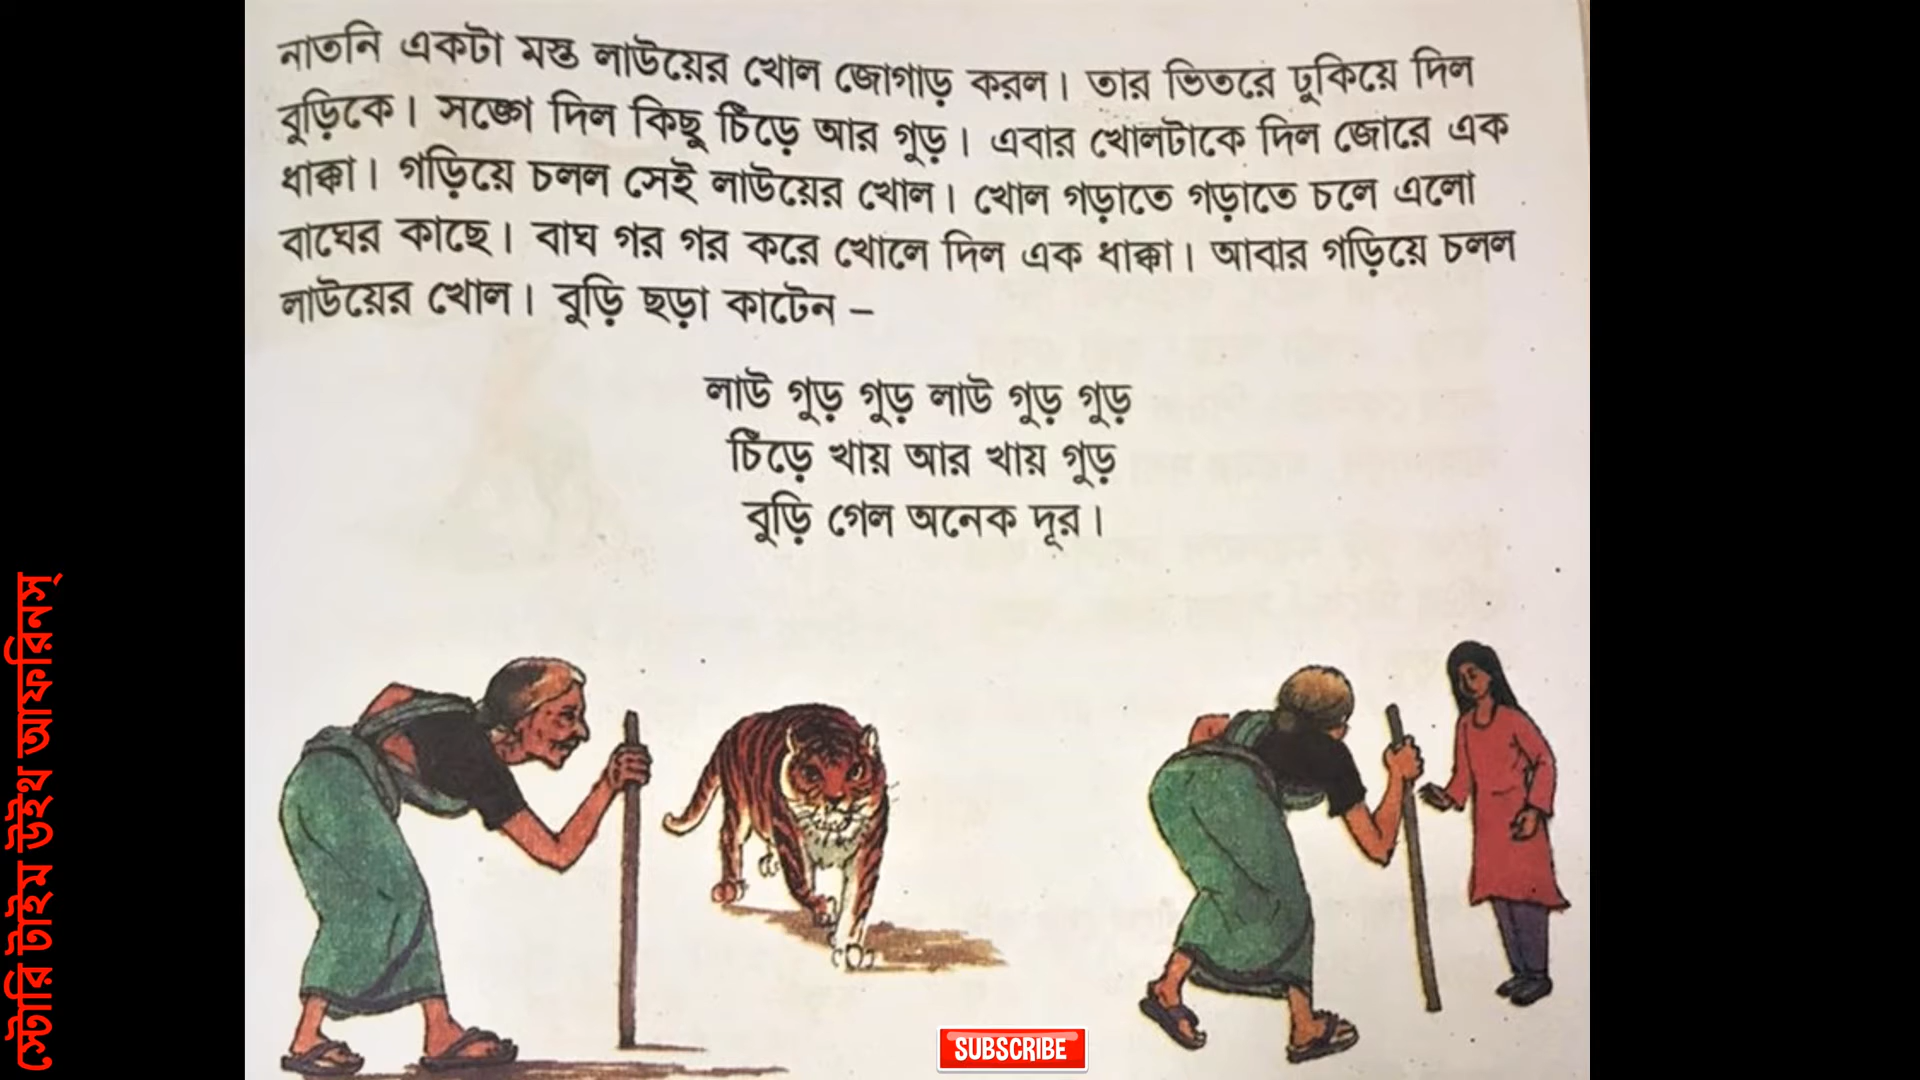 নাতনি একটা মস্ত লাউয়ের খোল জোগাড় করল। তার ভিতরে ঢুকিয়ে দিল
বুড়িকে। সঙ্গে দিল কিছু চিঁড়ে আর গুড়। এবার খোলটাকে দিল জোরে এক
ধাক্কা। গড়িয়ে চলল সেই লাউয়ের খোল। খোল গড়াতে গড়াতে চলে এলো
বাঘের কাছে। বাঘ গর গর করে খোলে দিল এক ধাক্কা। আবার গড়িয়ে চলল
লাউয়ের খোল। বুড়ি ছড়া কাটেন –
লাউ গুড় গুড় লাউ গুড় গুড়
চিঁড়ে খায় আর খায় গুড়
বুড়ি গেল অনেক দূর।
স্টোরি টাইম উইথ আফরিনস্
SUBSCRIBE